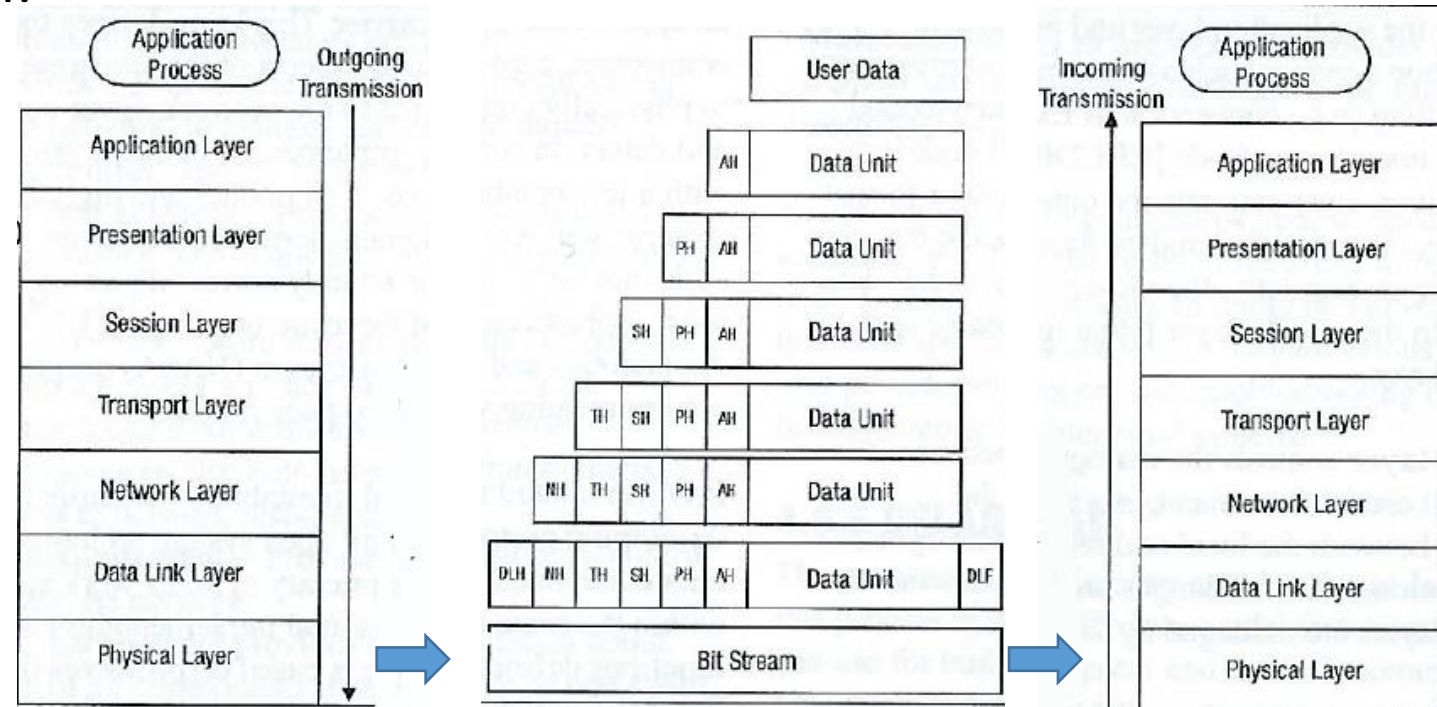 Application
Process
Outgoing
Transmission
Application Layer
Presentation Layer
Session Layer
Transport Layer
Network Layer
Data Link Layer
Physical Layer
User Data
AH Data Unit
PH AH Data Unit
SH PH AH Data Unit
TH SH PH AH Data Unit
NH TH SH PH AH Data Unit
DLH NH TH SH PH AH Data Unit DLF
Bit Stream
Application
Process
Incoming
Transmission
Application Layer
Presentation Layer
Session Layer
Transport Layer
Network Layer
Data Link Layer
Physical Layer